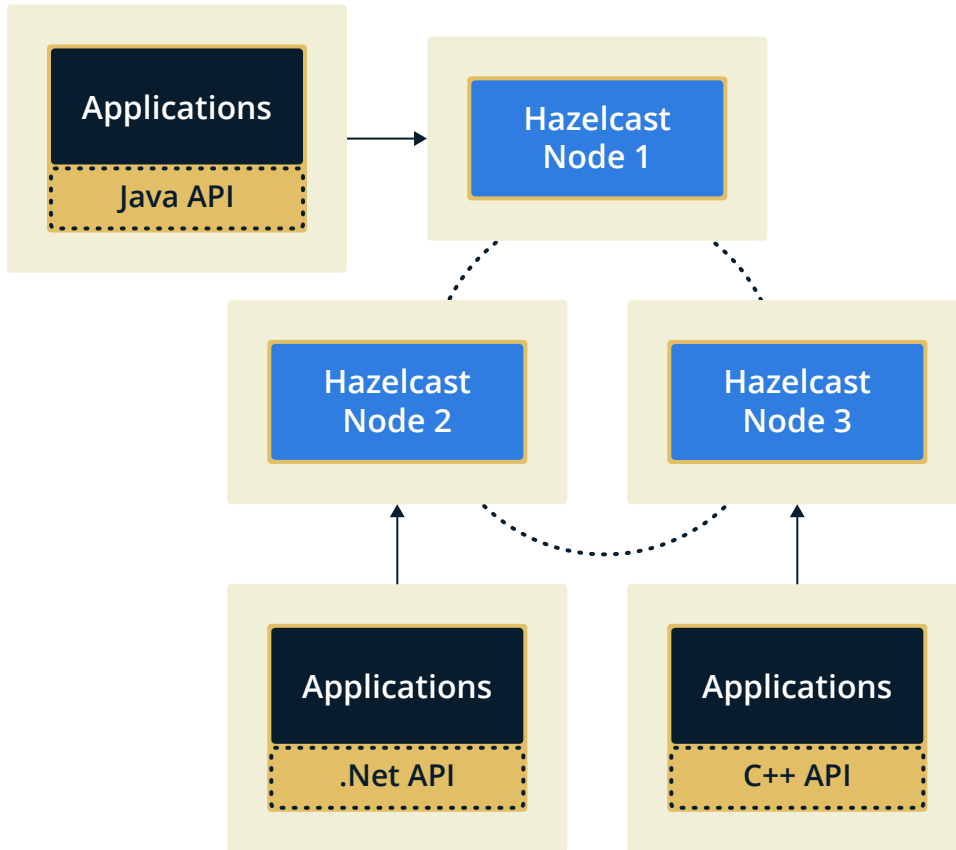 Applications
Java API
Hazelcast
Node 1
Hazelcast
Node 2
Hazelcast
Node 3
Applications
.Net API
Applications
C++ API